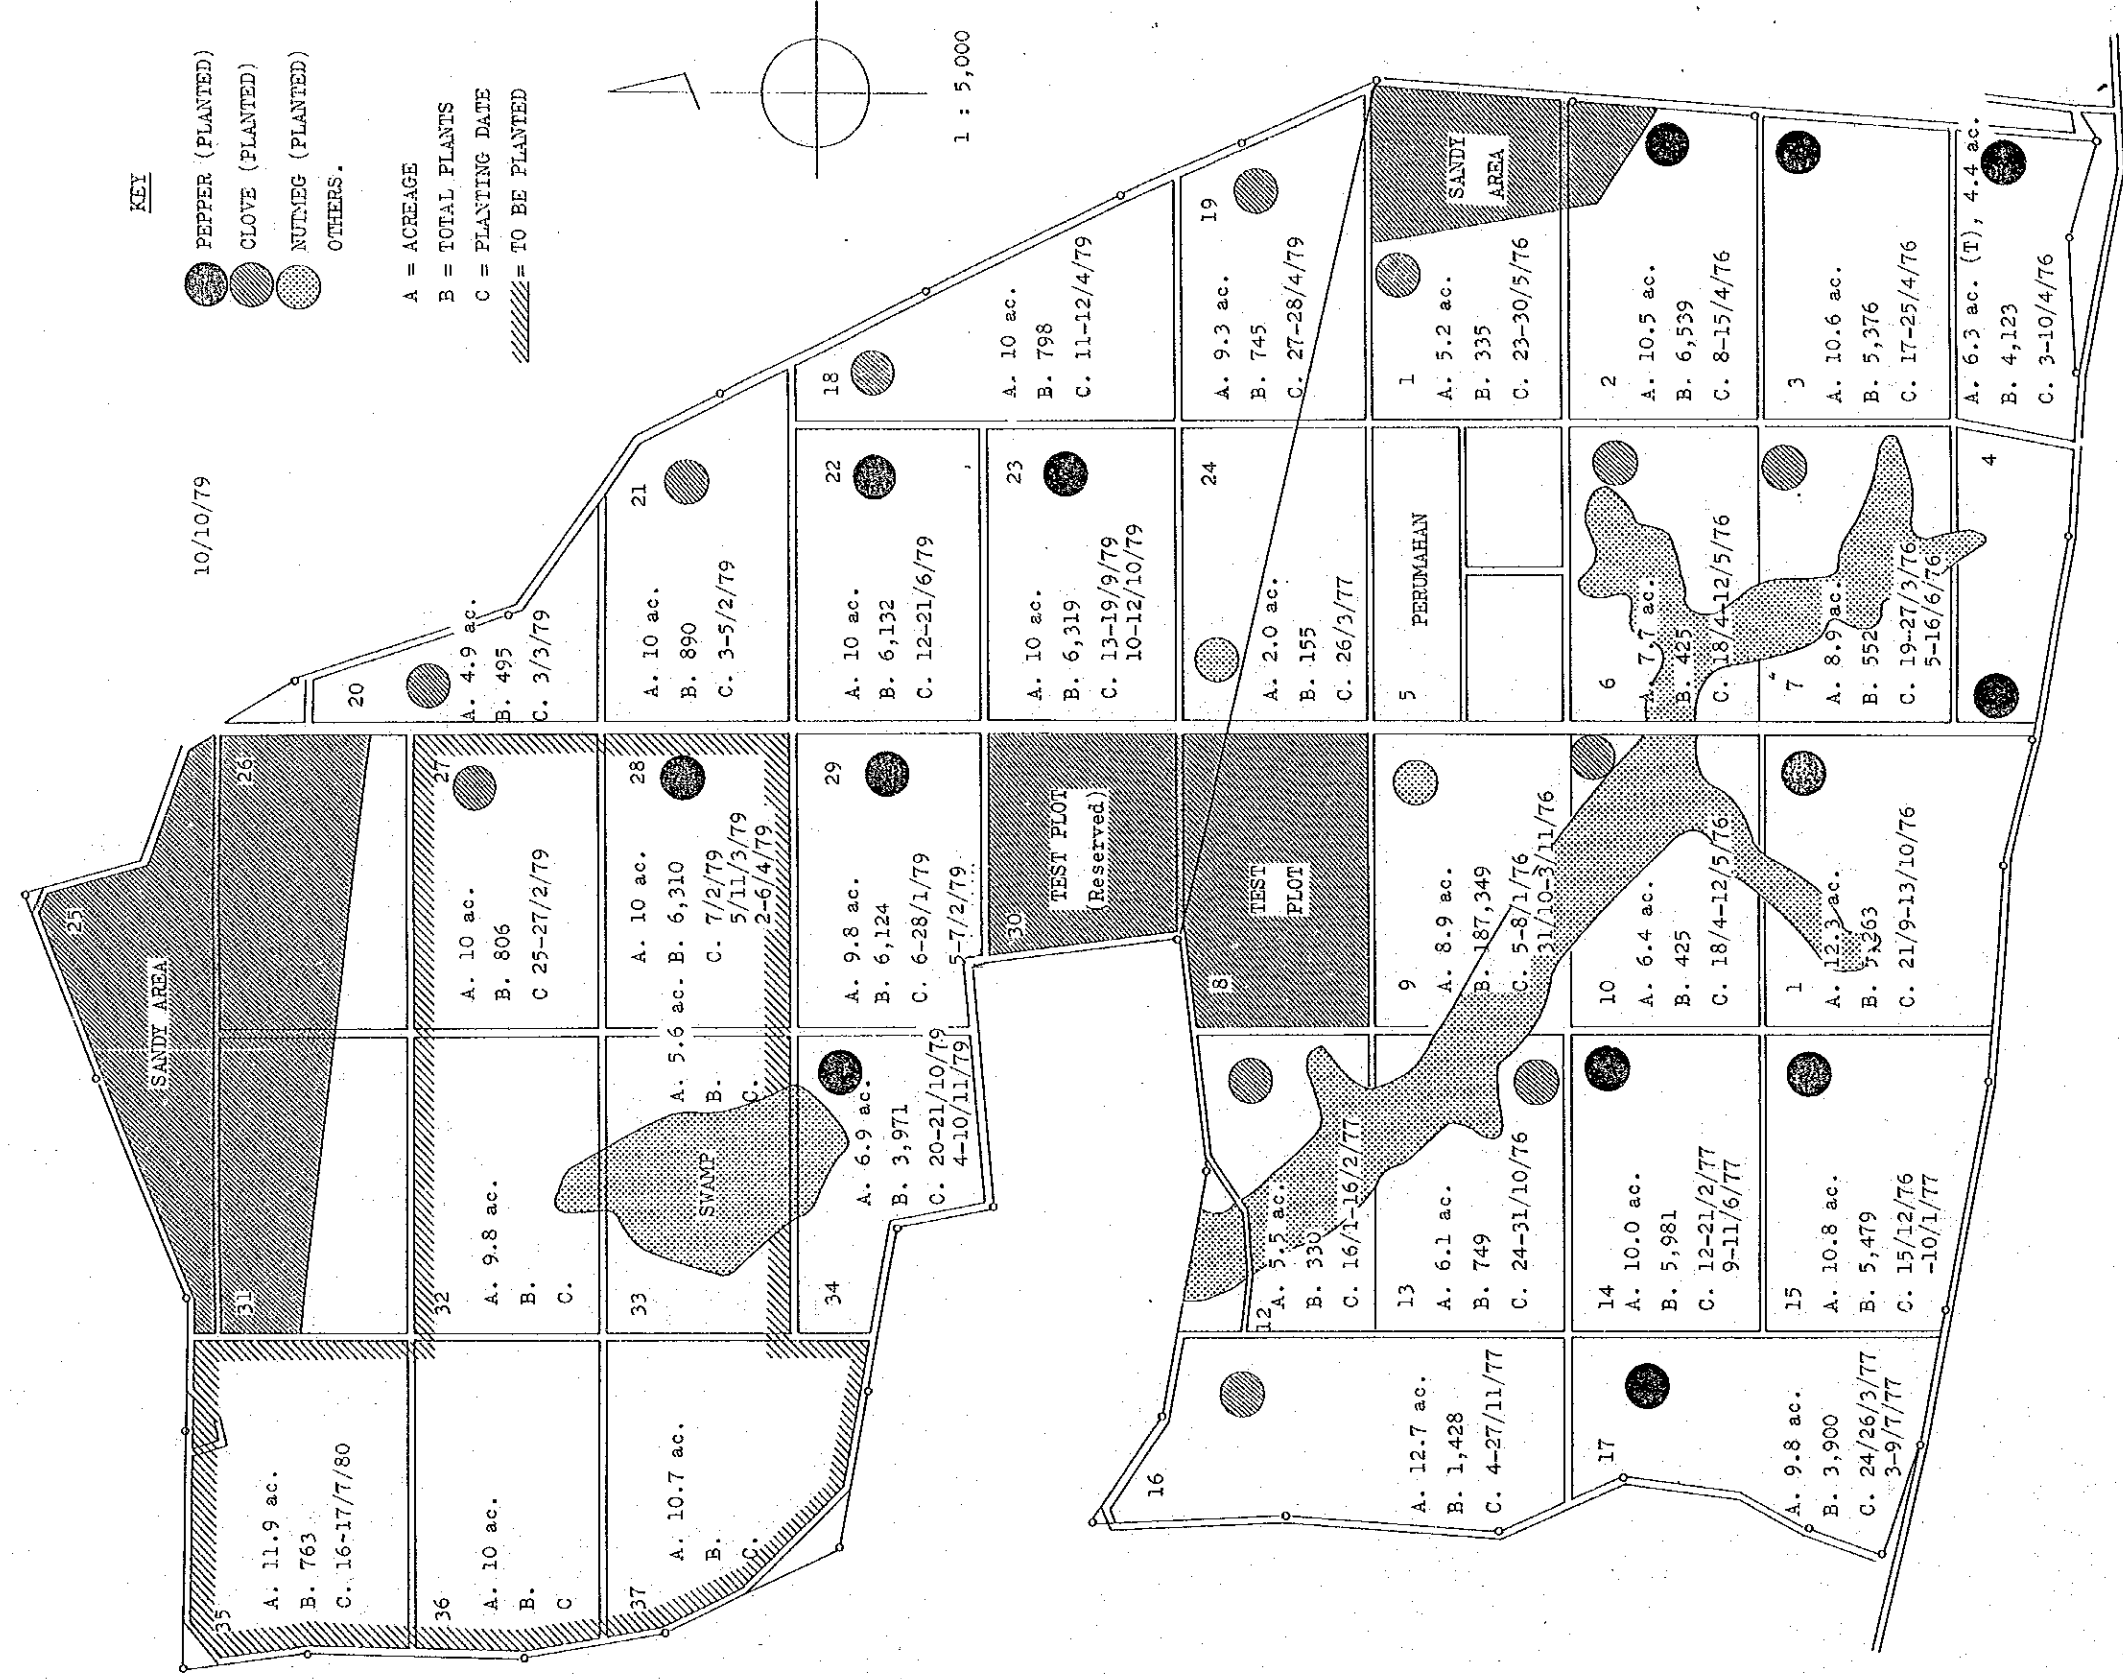 KEY
PEPPER (PLANTED)
CLOVE (PLANTED)
NUTMEG (PLANTED)
OTHERS.
A = ACREAGE
B = TOTAL PLANTS
C = PLANTING DATE
= TO BE PLANTED
1 : 5,000
10/10/79
25
SANDY AREA
26
31
20
A. 4.9 ac.
B. 495
C. 3/3/79
21
A. 10 ac.
B. 890
C. 3-5/2/79
22
A. 10 ac.
B. 6,132
C. 12-21/6/79
23
A. 10 ac.
B. 6,319
C. 13-19/9/79
10-12/10/79
24
A. 2.0 ac.
B. 155
C. 26/3/77
18
A. 10 ac.
B. 798
C. 11-12/4/79
19
A. 9.3 ac.
B. 745
C. 27-28/4/79
1
A. 5.2 ac.
B. 335
C. 23-30/5/76
SANDY
AREA
2
A. 10.5 ac.
B. 6,539
C. 8-15/4/76
3
A. 10.6 ac.
B. 5,376
C. 17-25/4/76
A. 6.3 ac. (T), 4.4 ac.
B. 4,123
C. 3-10/4/76
4
5 PERUMAHAN
6
A. 7.7 ac.
B. 425
C. 18/4-12/5/76
7
A. 8.9 ac.
B. 552
C. 19-27/3/76
5-16/6/76
27
A. 10 ac.
B. 806
C 25-27/2/79
28
A. 10 ac.
B. 6,310
C. 7/2/79
5/11/3/79
2-6/4/79
29
A. 9.8 ac.
B. 6,124
C. 6-28/1/79
5-7/2/79
30
TEST PLOT
(Reserved)
8
TEST
PLOT
9
A. 8.9 ac.
B. 187,349
C. 5-8/1/76
31/10-3/11/76
10
A. 6.4 ac.
B. 425
C. 18/4-12/5/76
1
A. 12.3 ac.
B. 5,263
C. 21/9-13/10/76
32
A. 9.8 ac.
B.
C.
33
A. 5.6 ac.
B.
C.
SWAMP
34
A. 6.9 ac.
B. 3,971
C. 20-21/10/79
4-10/11/79
12
A. 5.5 ac.
B. 330
C. 16/1-16/2/77
13
A. 6.1 ac.
B. 749
C. 24-31/10/76
14
A. 10.0 ac.
B. 5,981
C. 12-21/2/77
9-11/6/77
15
A. 10.8 ac.
B. 5,479
C. 15/12/76
-10/1/77
35
A. 11.9 ac.
B. 763
C. 16-17/7/80
36
A. 10 ac.
B.
C
37
A. 10.7 ac.
B.
C.
16
A. 12.7 ac.
B. 1,428
C. 4-27/11/77
17
A. 9.8 ac.
B. 3,900
C. 24/26/3/77
3-9/7/77